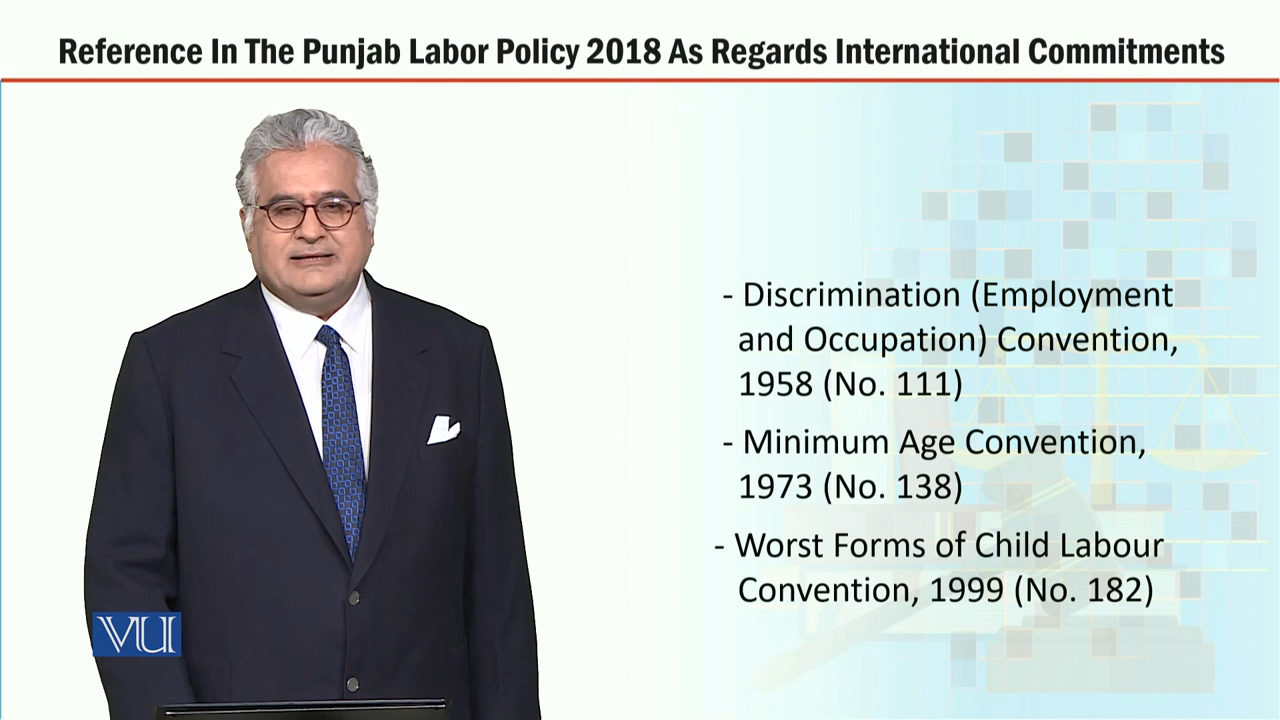 Reference In The Punjab Labor Policy 2018 As Regards International Commitments
- Discrimination (Employment
and Occupation) Convention,
1958 (No. 111)
- Minimum Age Convention,
1973 (No. 138)
- Worst Forms of Child Labour
Convention, 1999 (No. 182)
VU